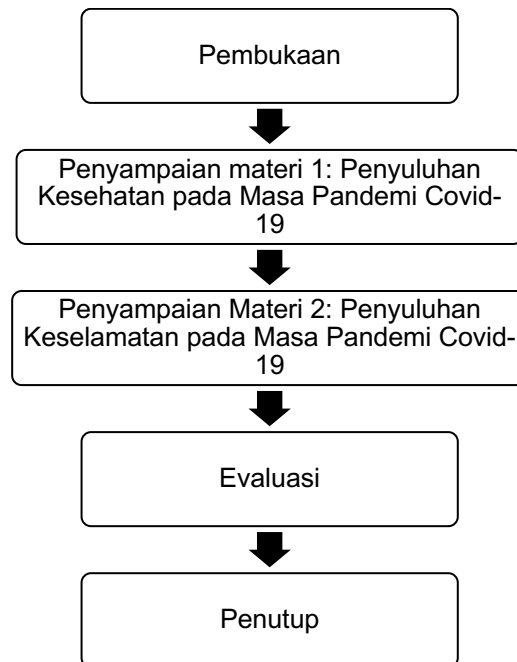 Pembukaan
Penyampaian materi 1: Penyuluhan
Kesehatan pada Masa Pandemi Covid-
19
Penyampaian Materi 2: Penyuluhan
Keselamatan pada Masa Pandemi Covid-
19
Evaluasi
Penutup